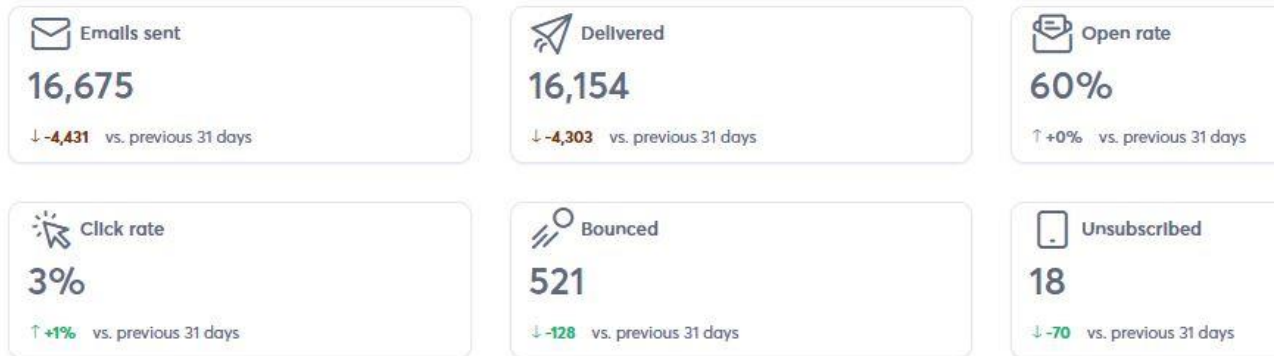 Emails sent
16,675
↓ -4,431 vs. previous 31 days
Delivered
16,154
↓ -4,303 vs. previous 31 days
Open rate
60%
↑ +0% vs. previous 31 days
Click rate
3%
↑ +1% vs. previous 31 days
Bounced
521
↓ -128 vs. previous 31 days
Unsubscribed
18
↓ -70 vs. previous 31 days